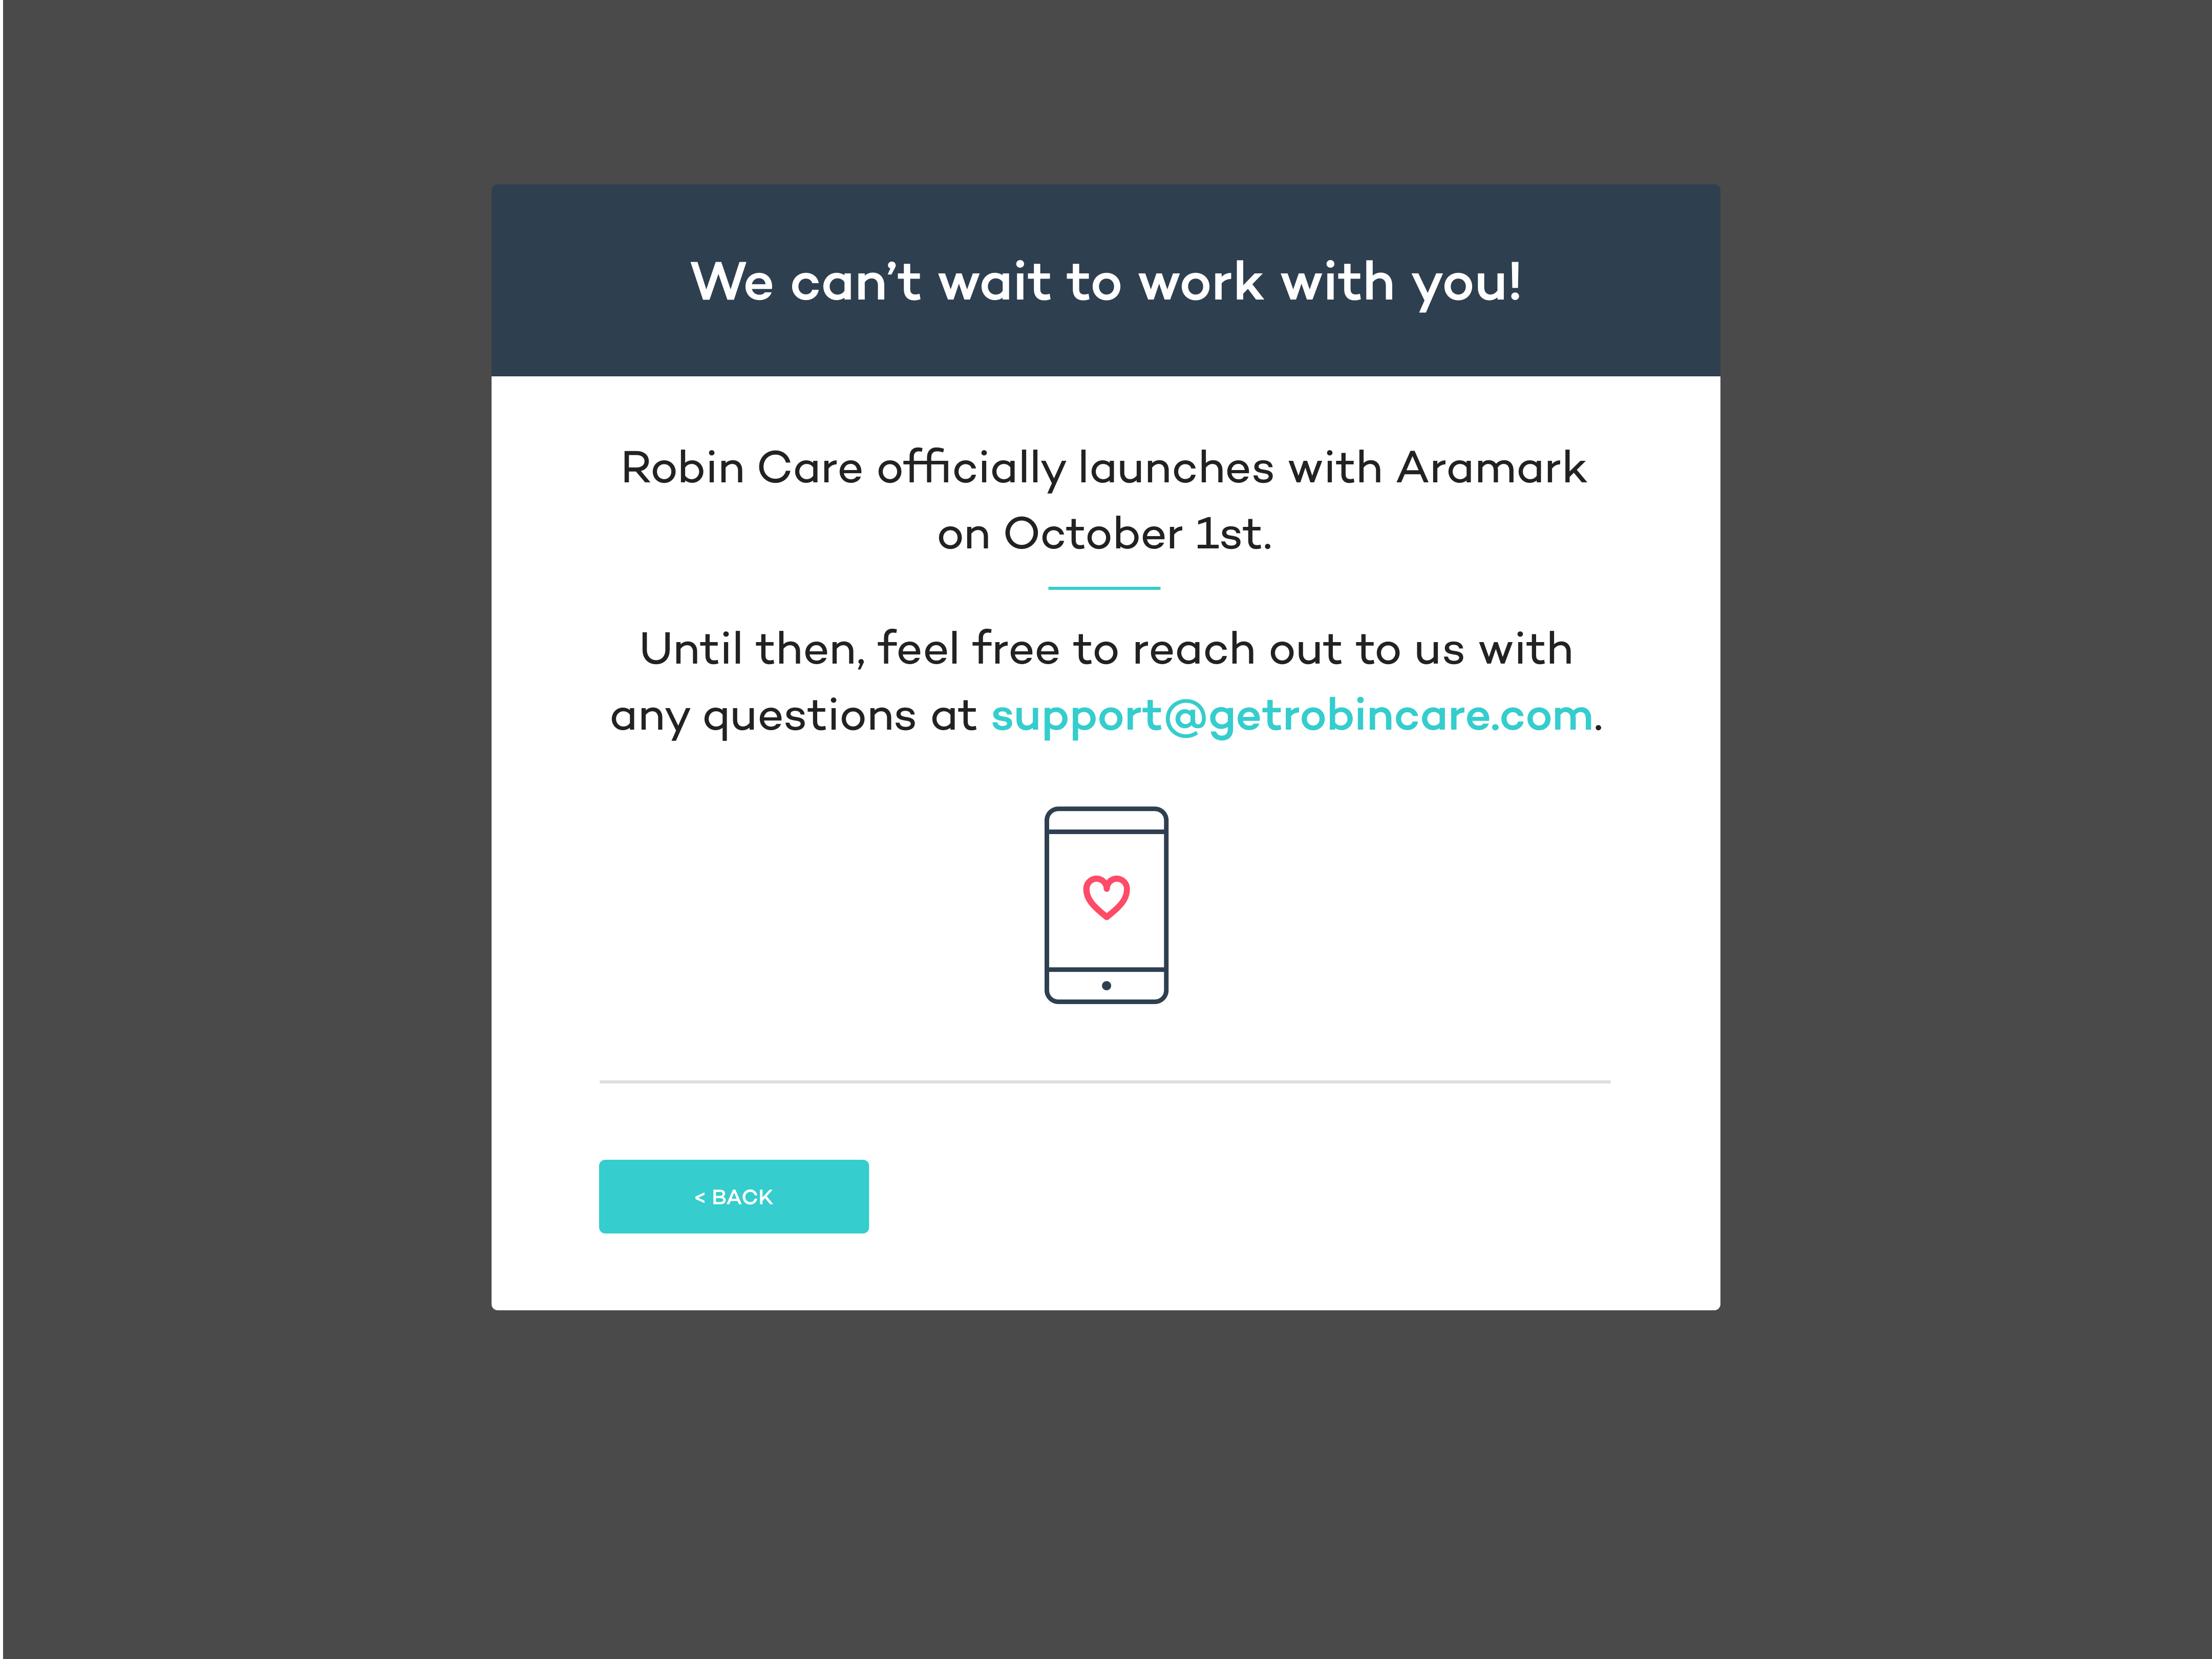 We can’t wait to work with you!
Robin Care officially launches with Aramark
on October 1st.
Until then, feel free to reach out to us with
any questions at support@getrobincare.com.
< BACK